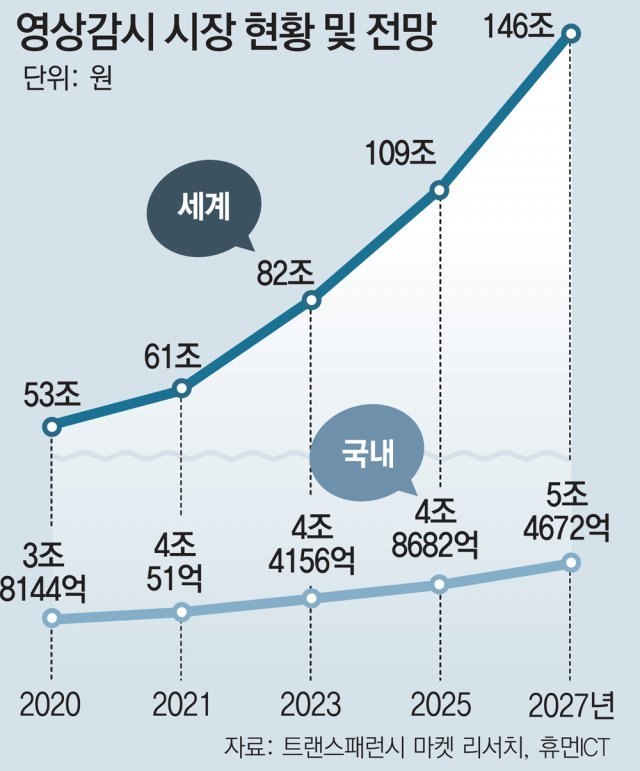 영상감시 시장 현황 및 전망
단위: 원
146조
109조
세계
82조
61조
53조
국내
5조
4672억
4조
8682억
4조
4156억
4조
51억
3조
8144억
2020 2021 2023 2025 2027년
자료: 트랜스패런시 마켓 리서치, 휴먼ICT